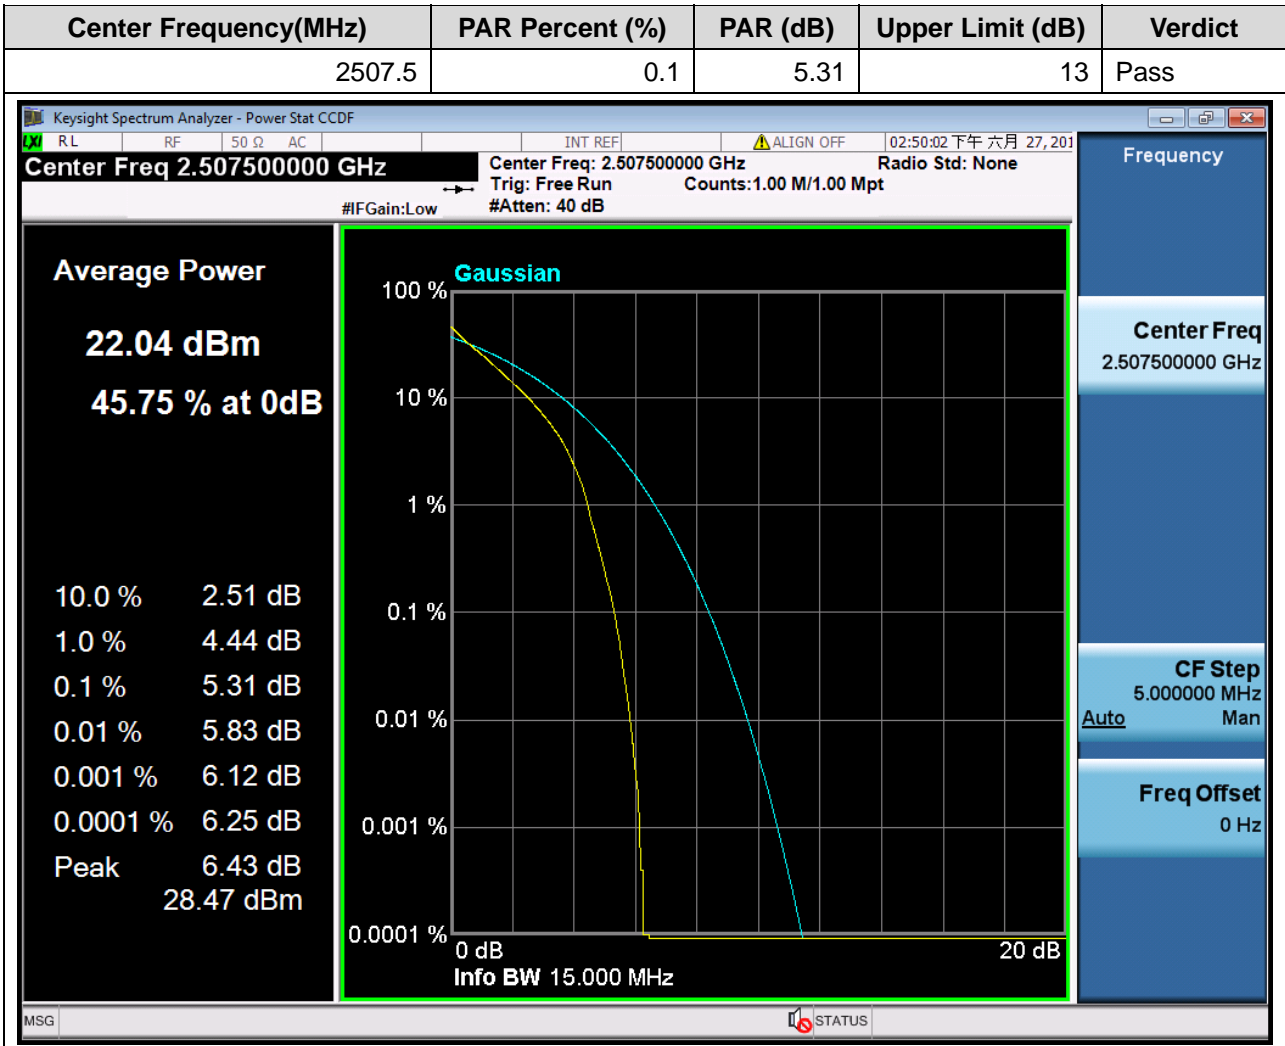 Center Frequency(MHz) PAR Percent (%) PAR (dB) Upper Limit (dB) Verdict
2507.5 0.1 5.31 13 Pass
Keysight Spectrum Analyzer - Power Stat CCDF
LXI RL RF 50 Ω AC INT REF ALIGN OFF 02:50:02 下午 六月 27, 201
Center Freq 2.507500000 GHz
Center Freq: 2.507500000 GHz Radio Std: None
Trig: Free Run Counts:1.00 M/1.00 Mpt
#IFGain:Low #Atten: 40 dB
Average Power
22.04 dBm
45.75 % at 0dB
10.0 % 2.51 dB
1.0 % 4.44 dB
0.1 % 5.31 dB
0.01 % 5.83 dB
0.001 % 6.12 dB
0.0001 % 6.25 dB
Peak 6.43 dB
28.47 dBm
Gaussian
100 %
10 %
1 %
0.1 %
0.01 %
0.001 %
0.0001 %
0 dB 20 dB
Info BW 15.000 MHz
Frequency
Center Freq
2.507500000 GHz
CF Step
5.000000 MHz
Auto Man
Freq Offset
0 Hz
MSG STATUS